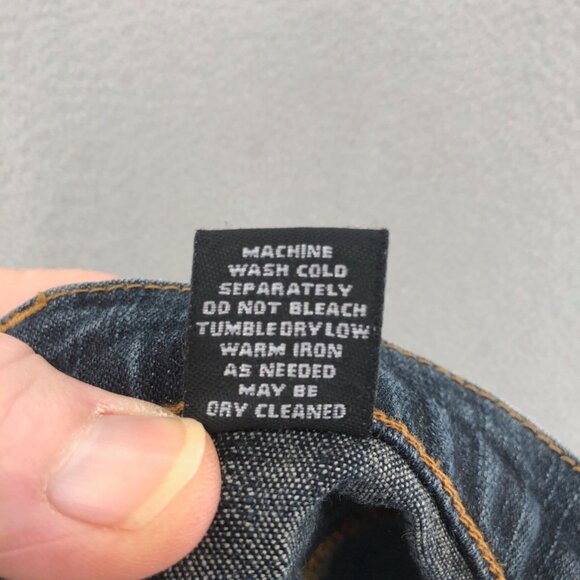 MACHINE
WASH COLD
SEPARATELY
DO NOT BLEACH
TUMBLE DRY LOW
WARM IRON
AS NEEDED
MAY BE
DRY CLEANED